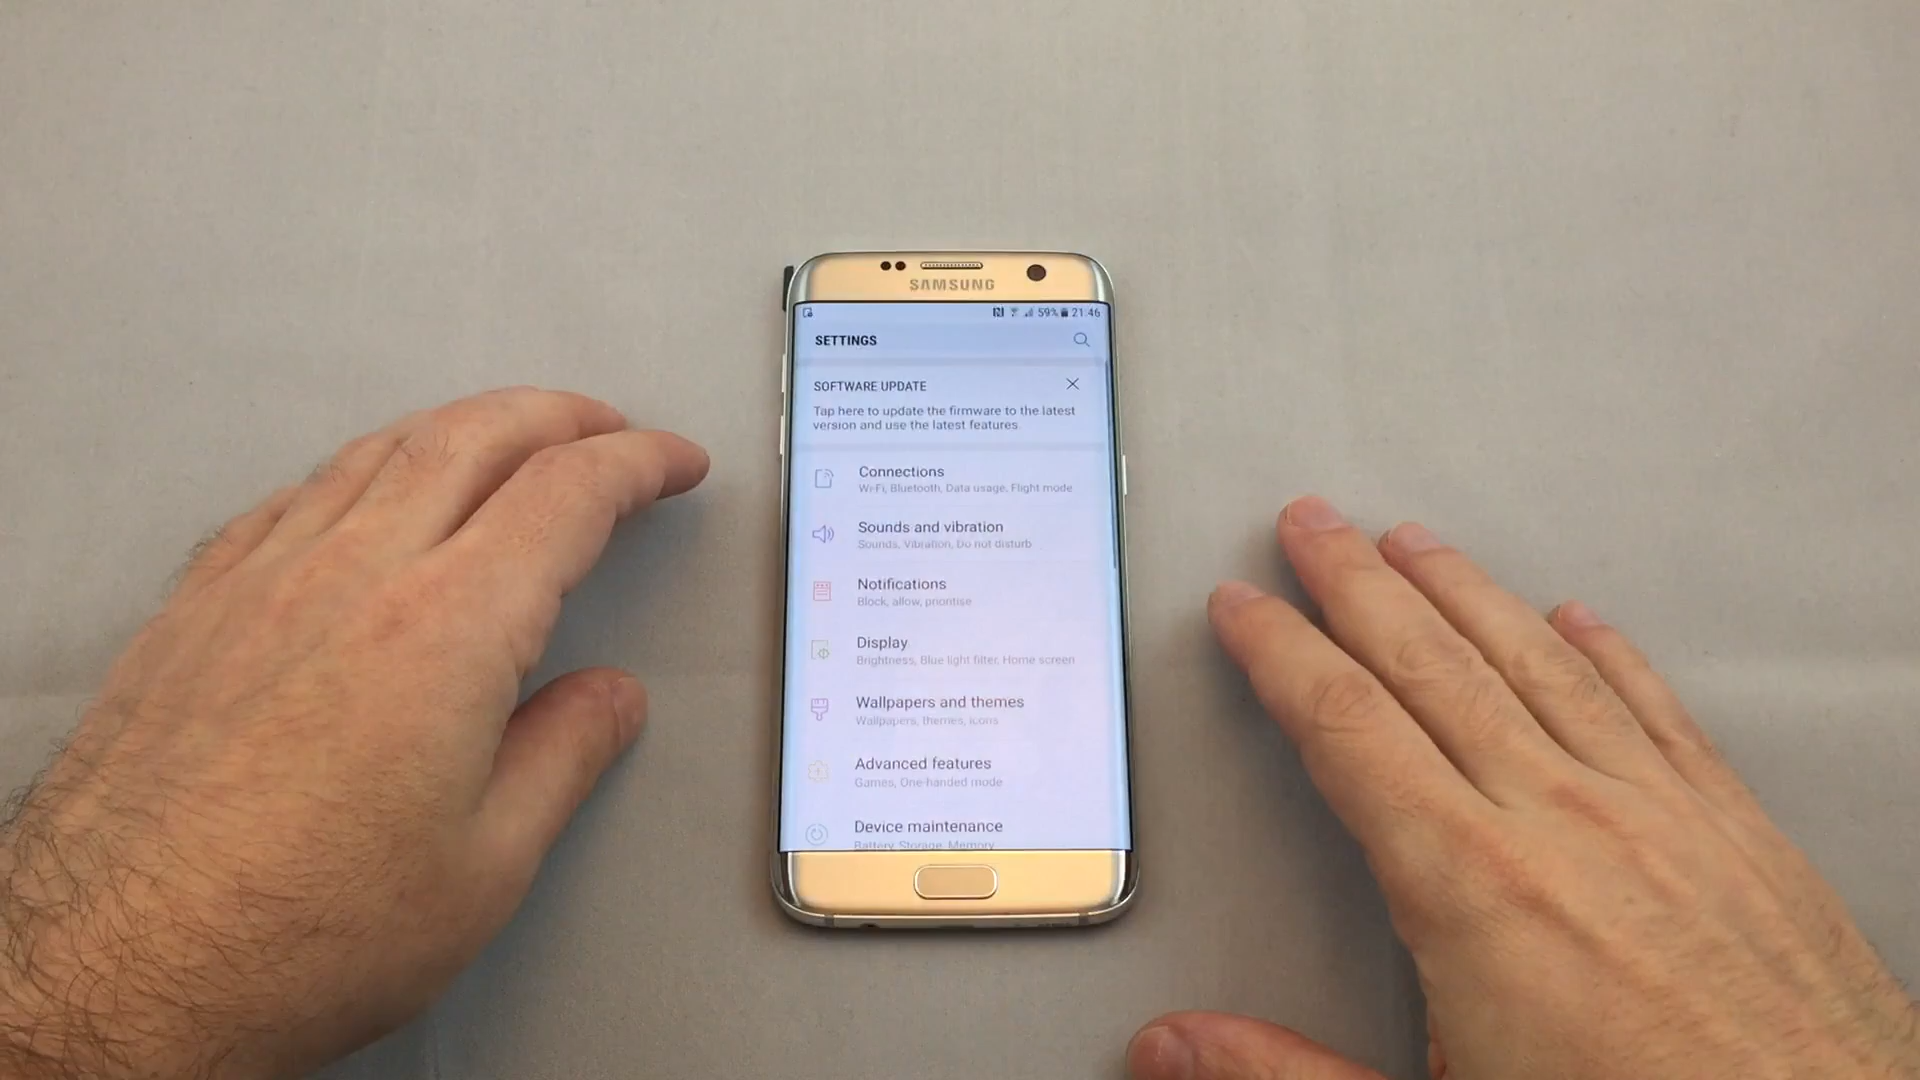 SAMSUNG
59% 21.46
SETTINGS
SOFTWARE UPDATE
Tap here to update the firmware to the latest
version and use the latest features.
Connections
Wi-Fi, Bluetooth, Data usage, Flight mode
Sounds and vibration
Sounds, Vibration, Do not disturb
Notifications
Block, allow, prioritise
Display
Brightness, Blue light filter, Home screen
Wallpapers and themes
Wallpapers, themes, icons
Advanced features
Games, One-handed mode
Device maintenance
Battery, Storage, Memory